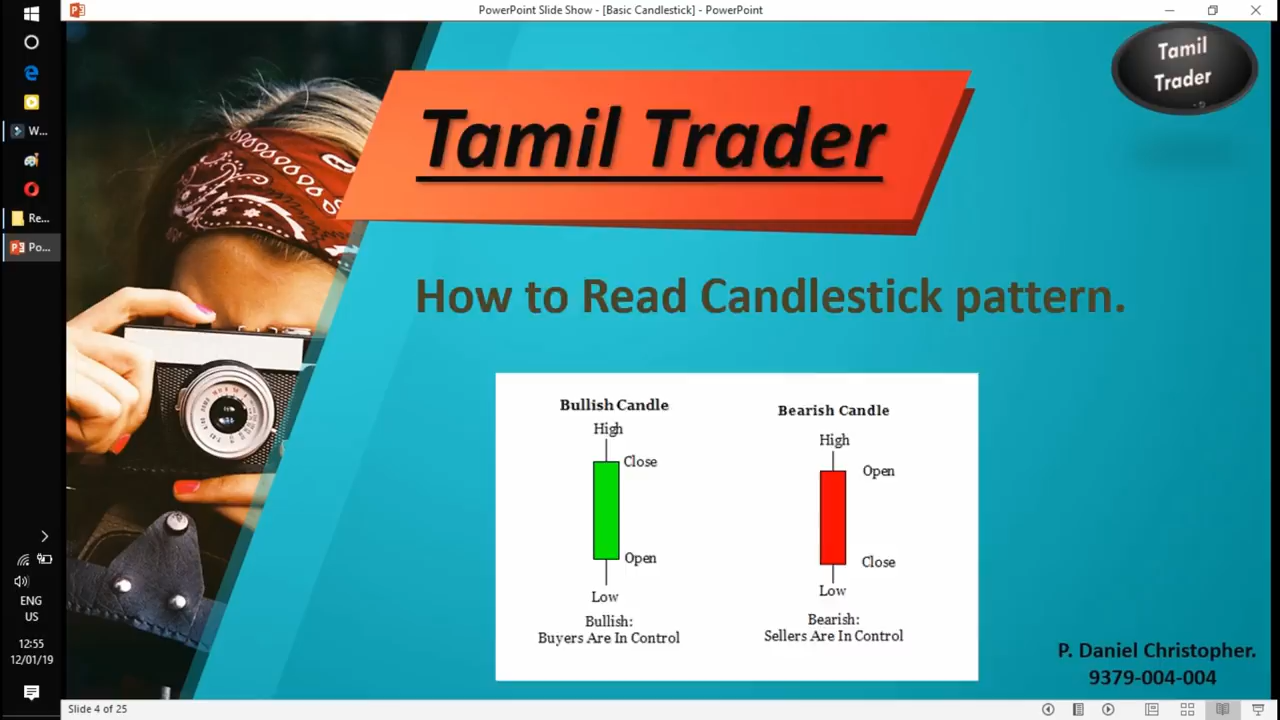 PowerPoint Slide Show - [Basic Candlestick] - PowerPoint
Tamil
Trader
Tamil Trader
How to Read Candlestick pattern.
Bullish Candle
High
Close
Open
Low
Bullish:
Buyers Are In Control
Bearish Candle
High
Open
Close
Low
Bearish:
Sellers Are In Control
P. Daniel Christopher.
9379-004-004
W...
Re...
Po...
ENG
US
12:55
12/01/19
Slide 4 of 25